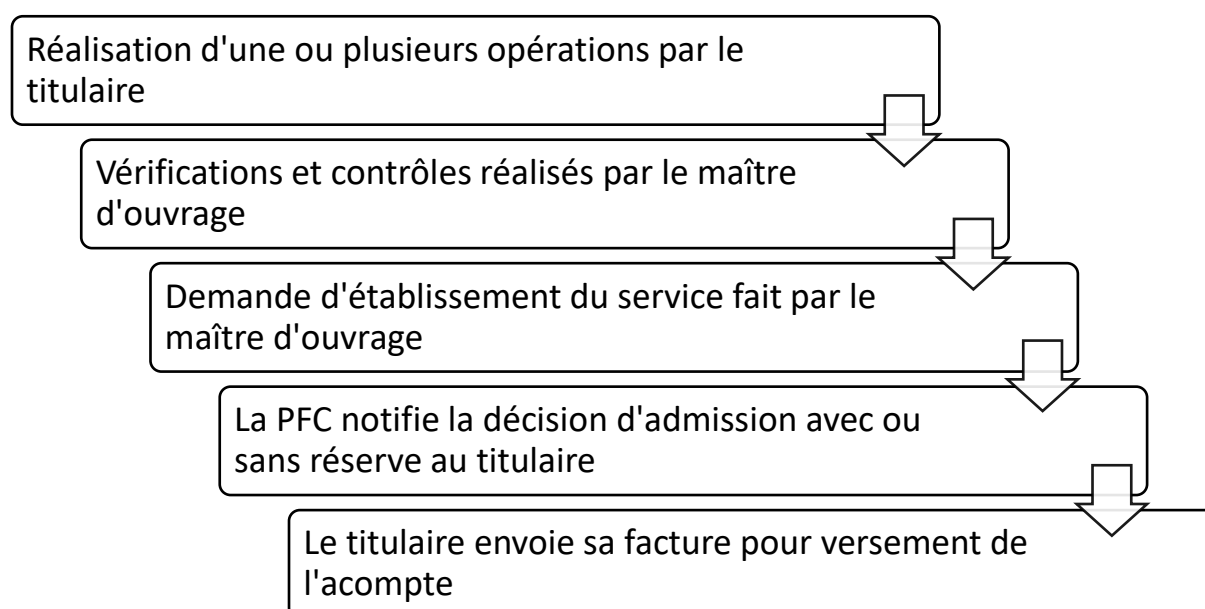 Réalisation d'une ou plusieurs opérations par le
titulaire
Vérifications et contrôles réalisés par le maître
d'ouvrage
Demande d'établissement du service fait par le
maître d'ouvrage
La PFC notifie la décision d'admission avec ou
sans réserve au titulaire
Le titulaire envoie sa facture pour versement de
l'acompte